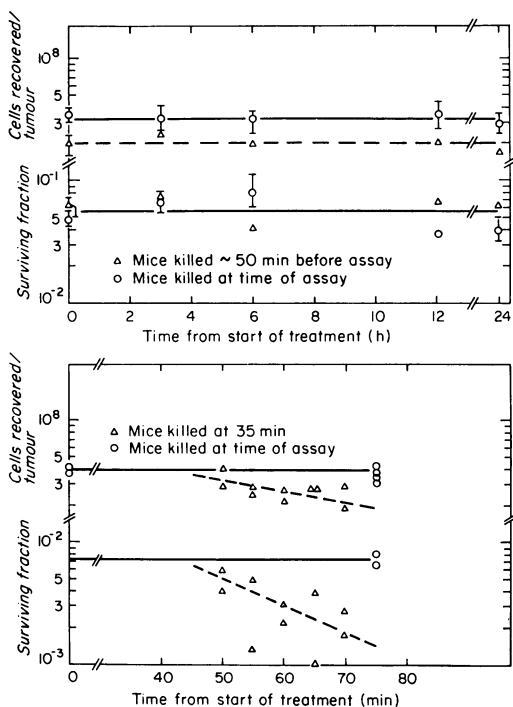 Cells recovered/
tumour
10⁸
5
3
Surviving fraction
10⁻¹
5
3
10⁻²
△ Mice killed ~ 50 min before assay
○ Mice killed at time of assay
0 2 4 6 8 10 12 24
Time from start of treatment (h)
Cells recovered/
tumour
10⁸
5
3
△ Mice killed at 35 min
○ Mice killed at time of assay
Surviving fraction
10⁻²
5
3
10⁻³
0 40 50 60 70 80
Time from start of treatment (min)